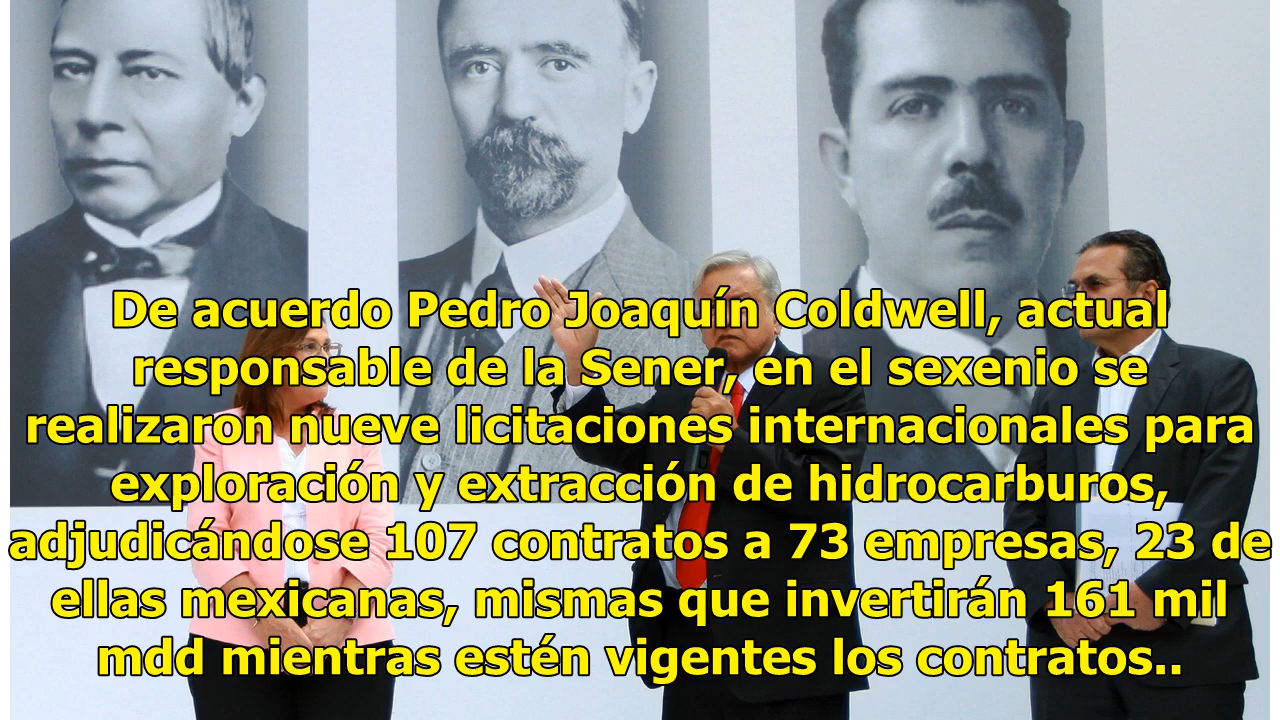 De acuerdo Pedro Joaquín Coldwell, actual
responsable de la Sener, en el sexenio se
realizaron nueve licitaciones internacionales para
exploración y extracción de hidrocarburos,
adjudicándose 107 contratos a 73 empresas, 23 de
ellas mexicanas, mismas que invertirán 161 mil
mdd mientras estén vigentes los contratos..